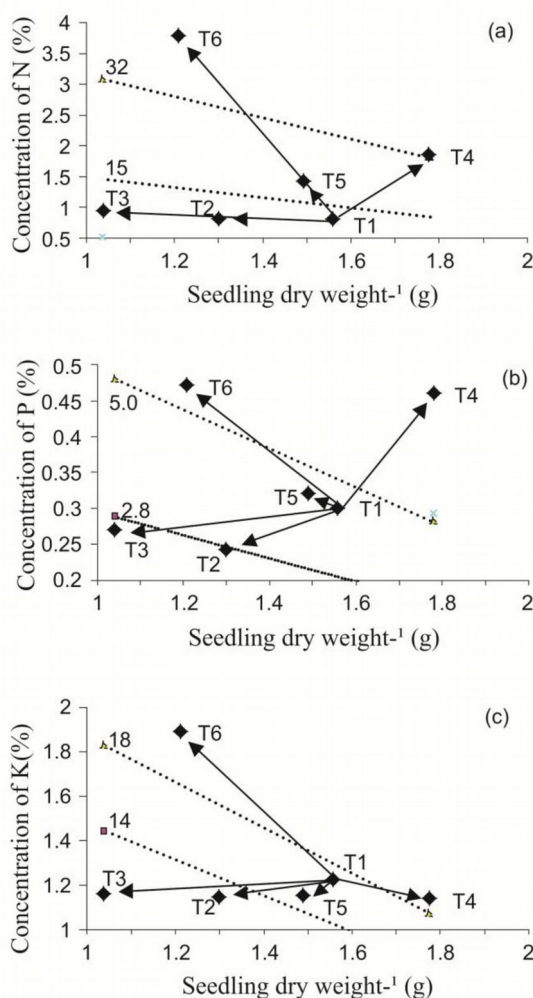 (a)
Concentration of N (%)
4
3.5
3
2.5
2
1.5
1
0.5
T6
32
T4
T5
15
T3
T2
T1
1 1.2 1.4 1.6 1.8 2
Seedling dry weight-¹ (g)
(b)
Concentration of P (%)
0.5
0.45
0.4
0.35
0.3
0.25
0.2
T6
T4
5.0
T5
T1
2.8
T3
T2
1 1.2 1.4 1.6 1.8 2
Seedling dry weight-¹ (g)
(c)
Concentration of K(%)
2
1.8
1.6
1.4
1.2
1
18
T6
14
T1
T3
T2
T5
T4
1 1.2 1.4 1.6 1.8 2
Seedling dry weight-¹ (g)